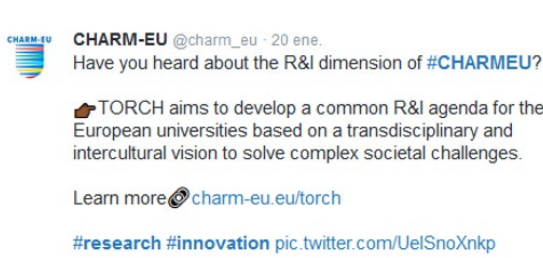 CHARM-EU
CHARM-EU @charm_eu · 20 ene.
Have you heard about the R&I dimension of #CHARMEU?
TORCH aims to develop a common R&I agenda for the
European universities based on a transdisciplinary and
intercultural vision to solve complex societal challenges.
Learn more charm-eu.eu/torch
#research #innovation pic.twitter.com/UelSnoXnkp